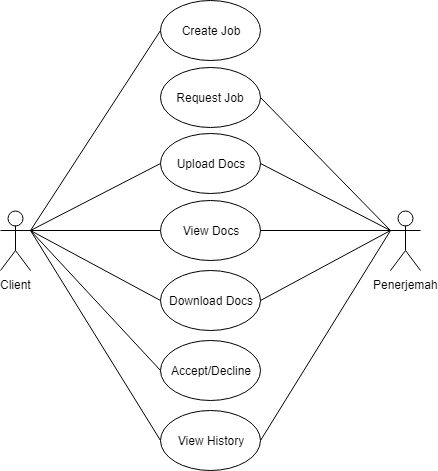 Create Job
Request Job
Upload Docs
View Docs
Client
Penerjemah
Download Docs
Accept/Decline
View History